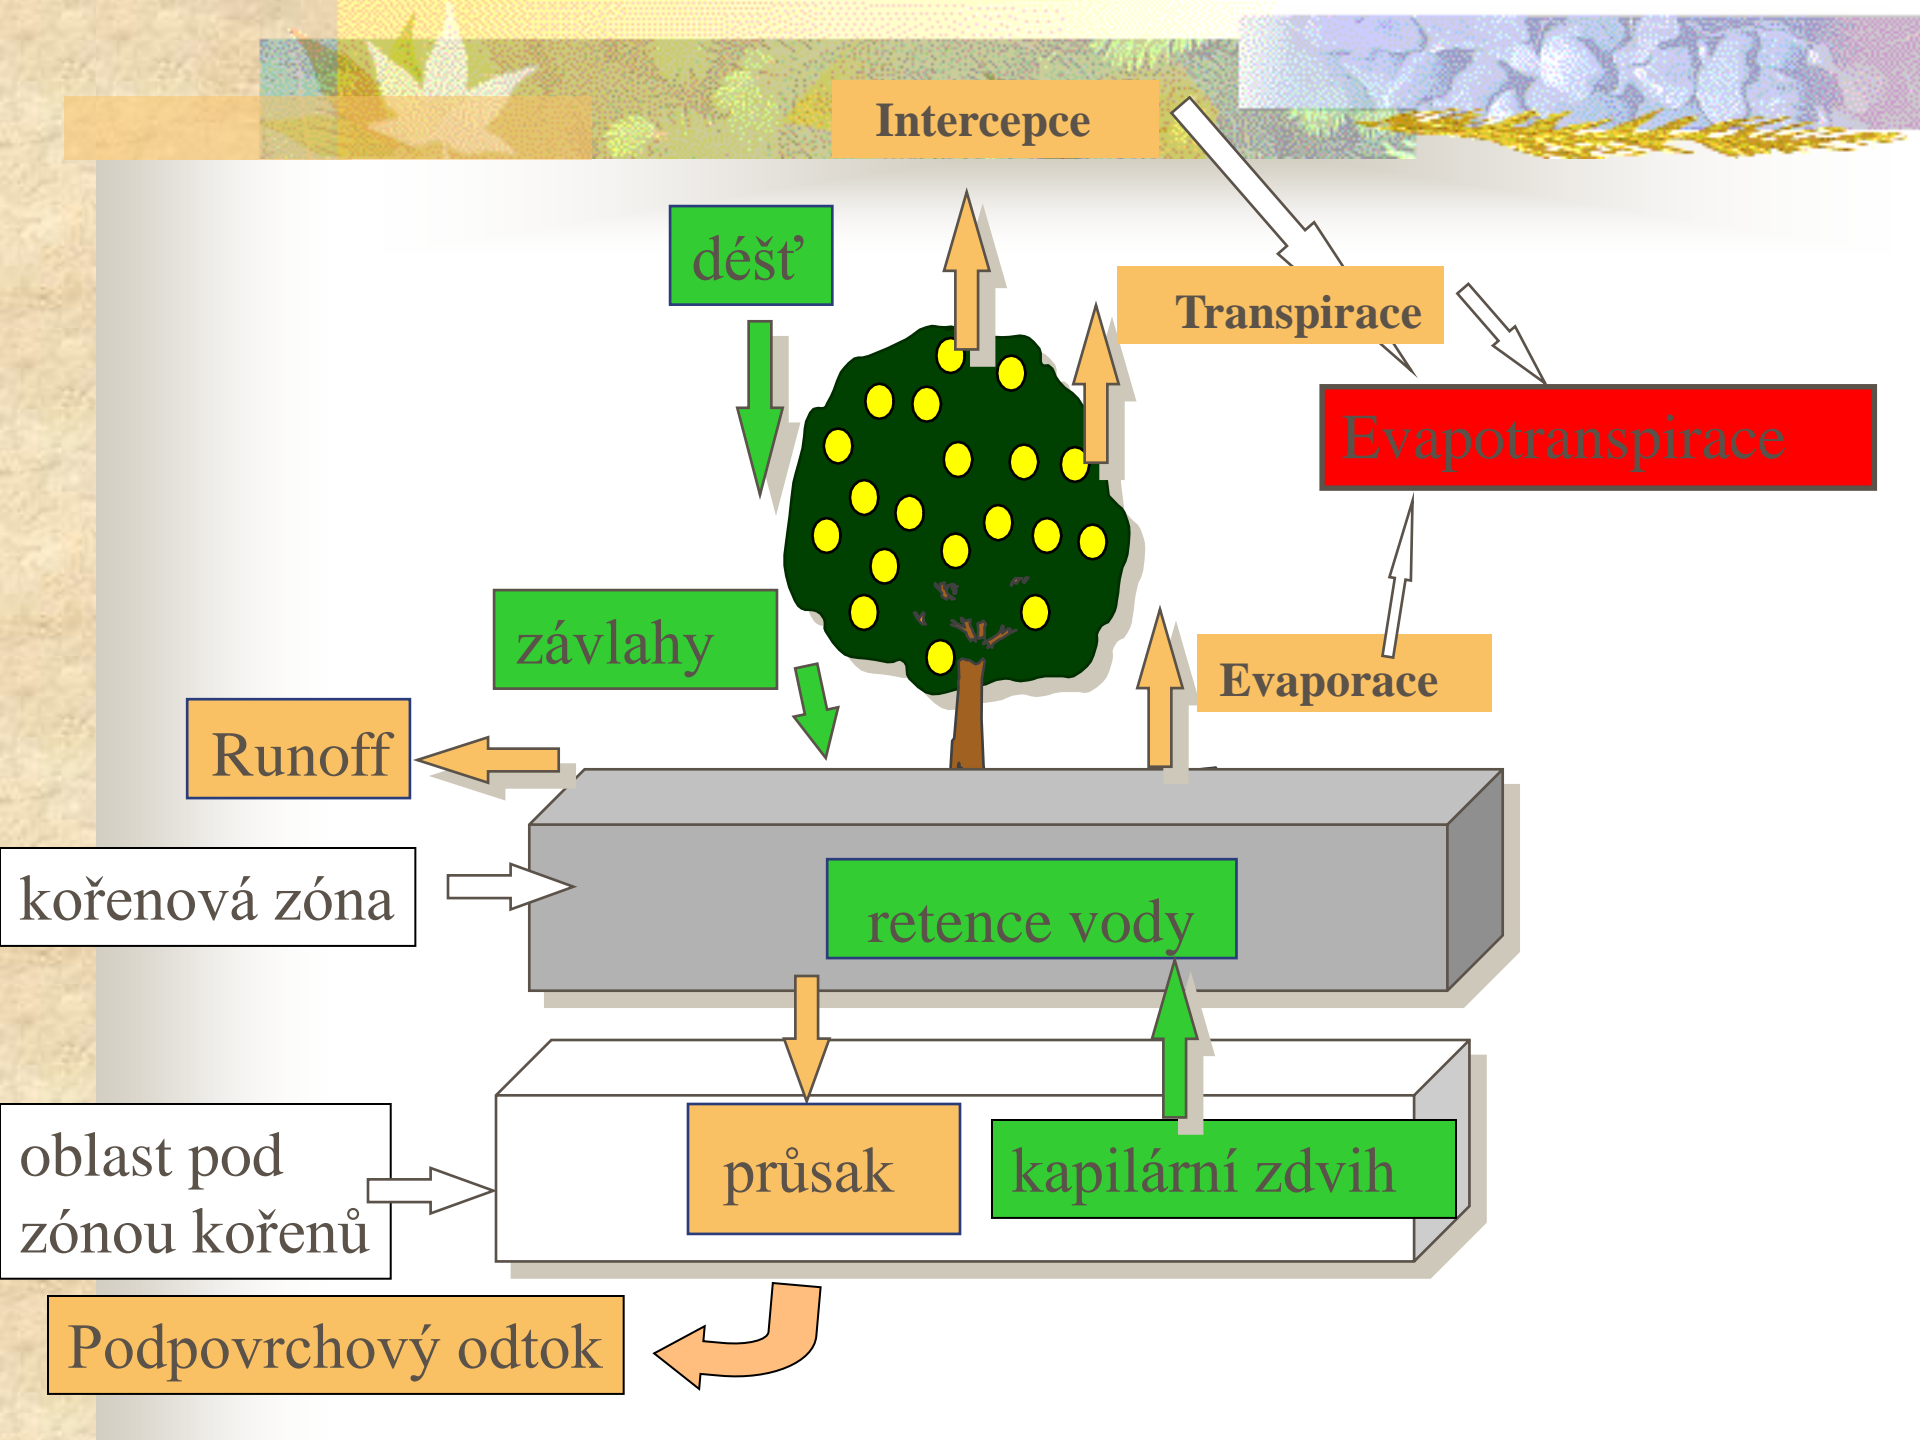 Intercepce
déšť
Transpirace
Evapotranspirace
závlahy
Evaporace
Runoff
kořenová zóna
retence vody
oblast pod
zónou kořenů
průsak
kapilární zdvih
Podpovrchový odtok